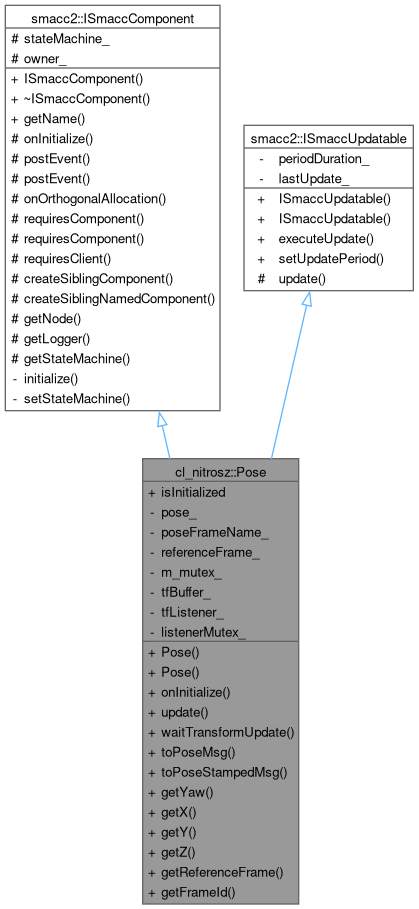 smacc2::ISmaccComponent
# stateMachine_
# owner_
+ ISmaccComponent()
+ ~ISmaccComponent()
+ getName()
# onInitialize()
# postEvent()
# postEvent()
# onOrthogonalAllocation()
# requiresComponent()
# requiresComponent()
# requiresClient()
# createSiblingComponent()
# createSiblingNamedComponent()
# getNode()
# getLogger()
# getStateMachine()
- initialize()
- setStateMachine()
smacc2::ISmaccUpdatable
- periodDuration_
- lastUpdate_
+ ISmaccUpdatable()
+ ISmaccUpdatable()
+ executeUpdate()
+ setUpdatePeriod()
# update()
cl_nitrosz::Pose
+ isInitialized
- pose_
- poseFrameName_
- referenceFrame_
- m_mutex_
- tfBuffer_
- tfListener_
- listenerMutex_
+ Pose()
+ Pose()
+ onInitialize()
+ update()
+ waitTransformUpdate()
+ toPoseMsg()
+ toPoseStampedMsg()
+ getYaw()
+ getX()
+ getY()
+ getZ()
+ getReferenceFrame()
+ getFrameId()